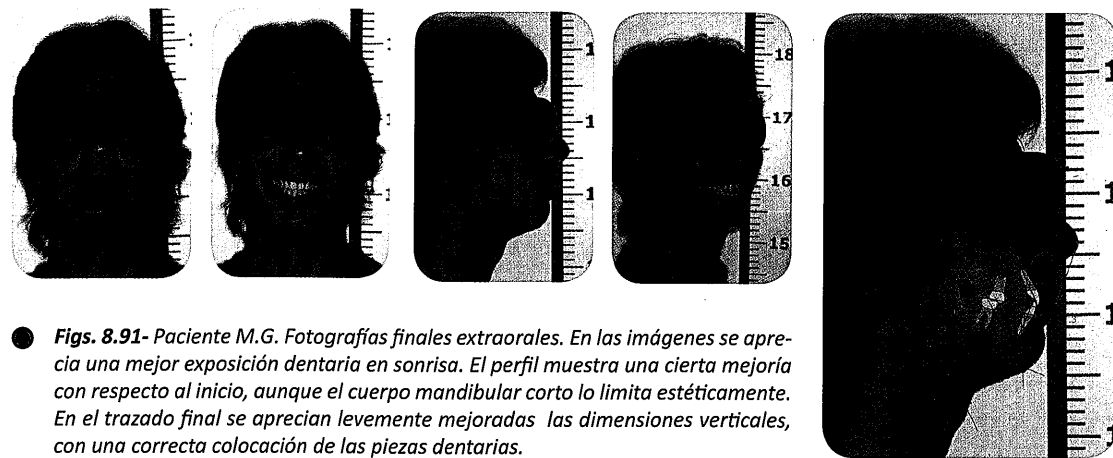 18
17
16
15
Figs. 8.91- Paciente M.G. Fotografías finales extraorales. En las imágenes se apre-
cia una mejor exposición dentaria en sonrisa. El perfil muestra una cierta mejoría
con respecto al inicio, aunque el cuerpo mandibular corto lo limita estéticamente.
En el trazado final se aprecian levemente mejoradas las dimensiones verticales,
con una correcta colocación de las piezas dentarias.